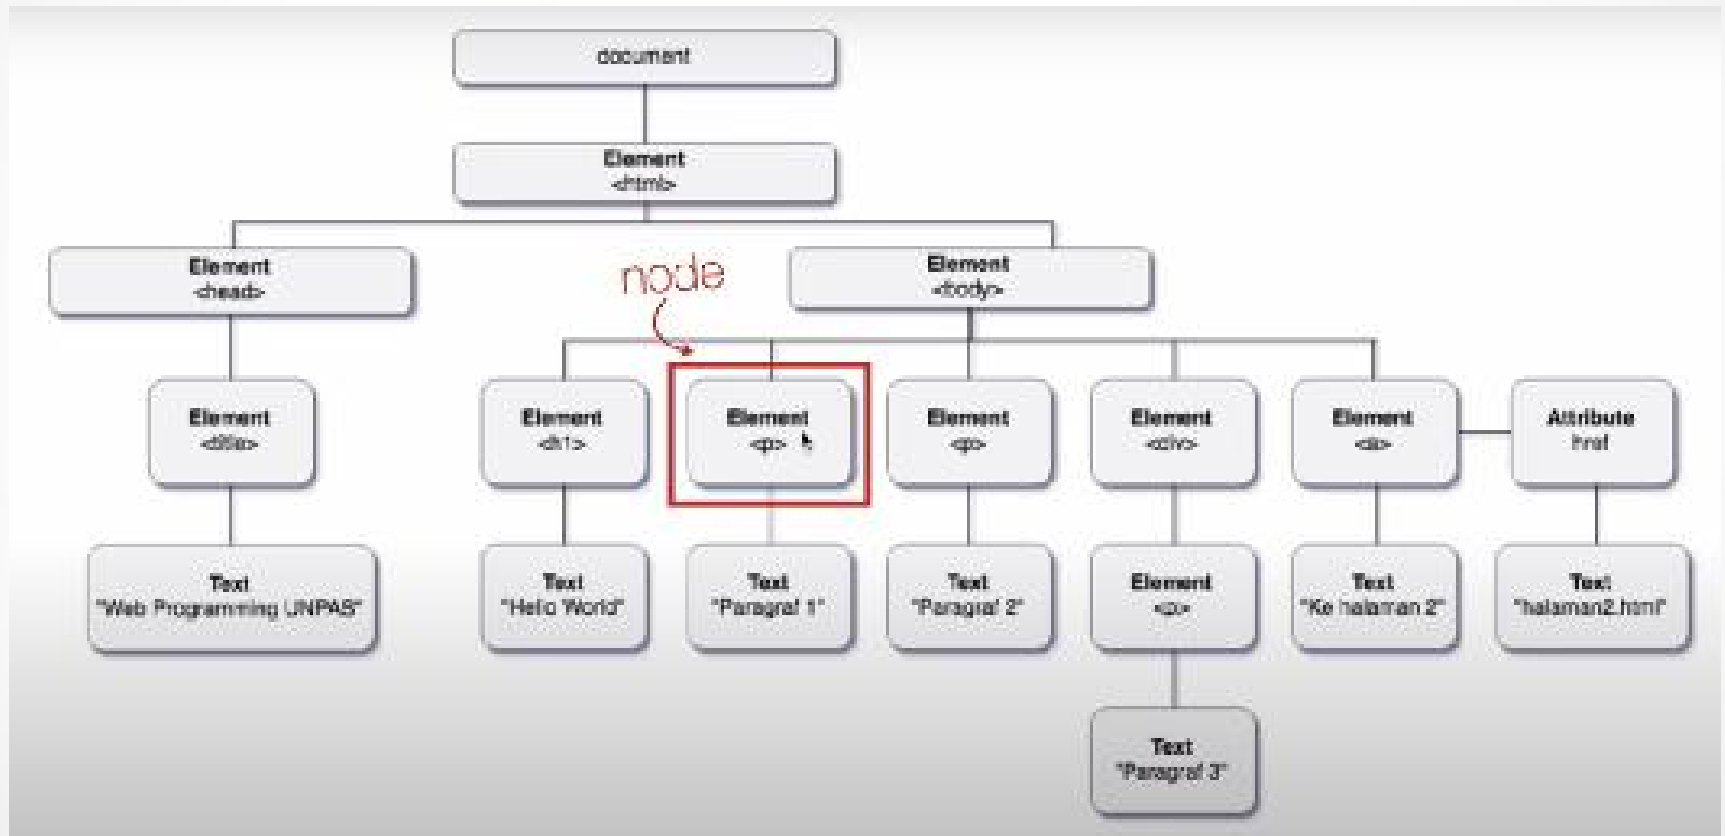 document
Element
<html>
Element
<head>
node
Element
<body>
Element
<title>
Element
<h1>
Element
<p>
Element
<p>
Element
<div>
Element
<a>
Attribute
href
Text
"Web Programming UNPAS"
Text
"Hello World"
Text
"Paragraf 1"
Text
"Paragraf 2"
Element
<p>
Text
"Ke halaman 2"
Text
"halaman2.html"
Text
"Paragraf 3"